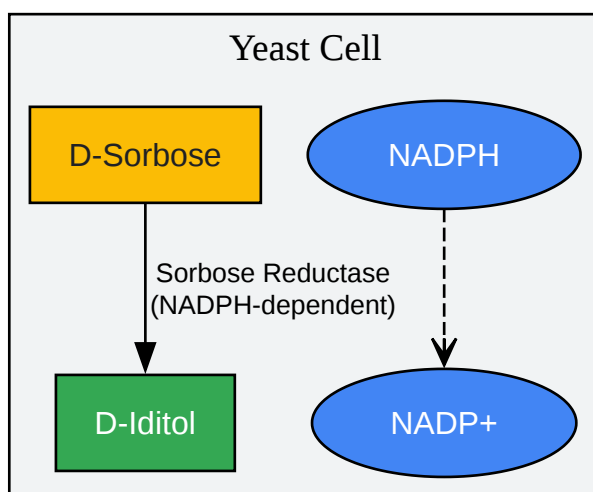 Yeast Cell
D-Sorbose
NADPH
Sorbose Reductase
(NADPH-dependent)
D-Iditol
NADP+